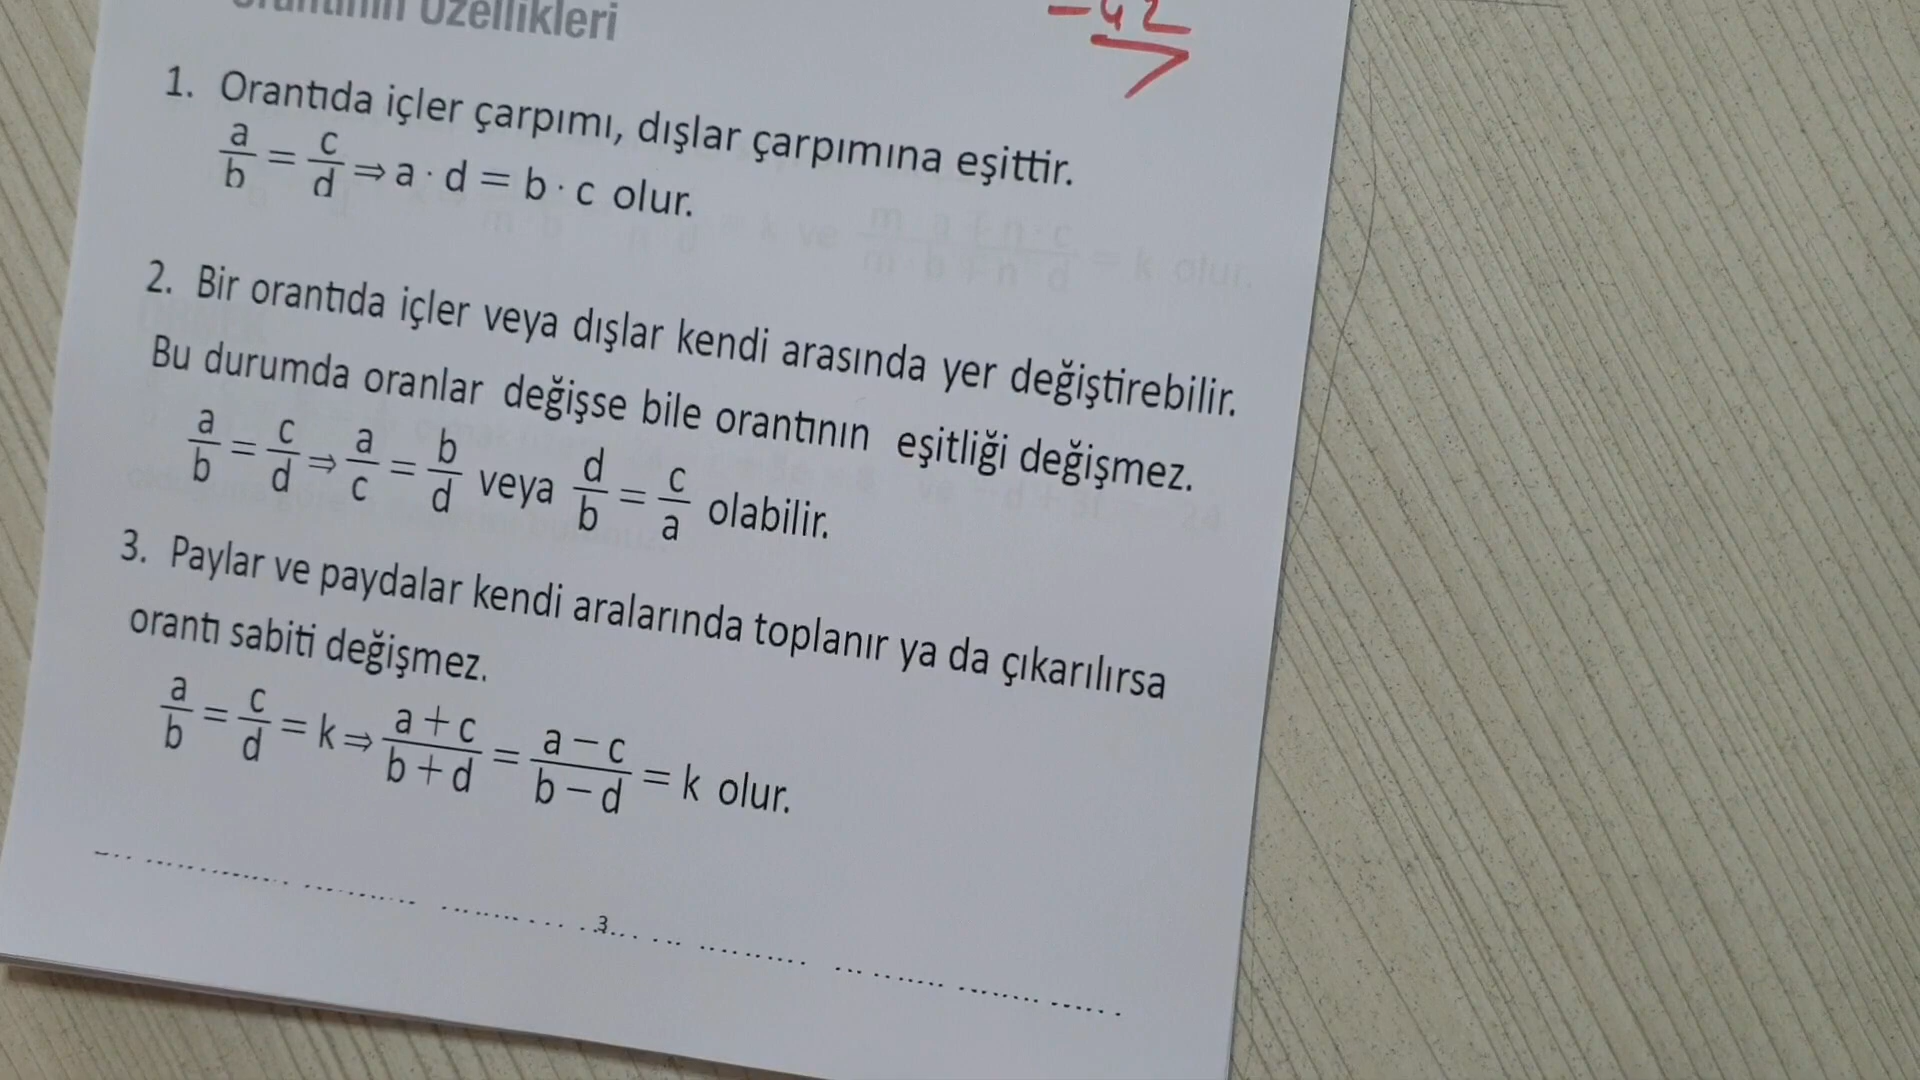 Orantının Özellikleri
-42
7
1. Orantıda içler çarpımı, dışlar çarpımına eşittir.
a/b = c/d ⇒ a · d = b · c olur.
2. Bir orantıda içler veya dışlar kendi arasında yer değiştirebilir.
Bu durumda oranlar değişse bile orantının eşitliği değişmez.
a/b = c/d ⇒ a/c = b/d veya d/b = c/a olabilir.
3. Paylar ve paydalar kendi aralarında toplanır ya da çıkarılırsa
orantı sabiti değişmez.
a/b = c/d = k ⇒ a+c/b+d = a−c/b−d = k olur.
3